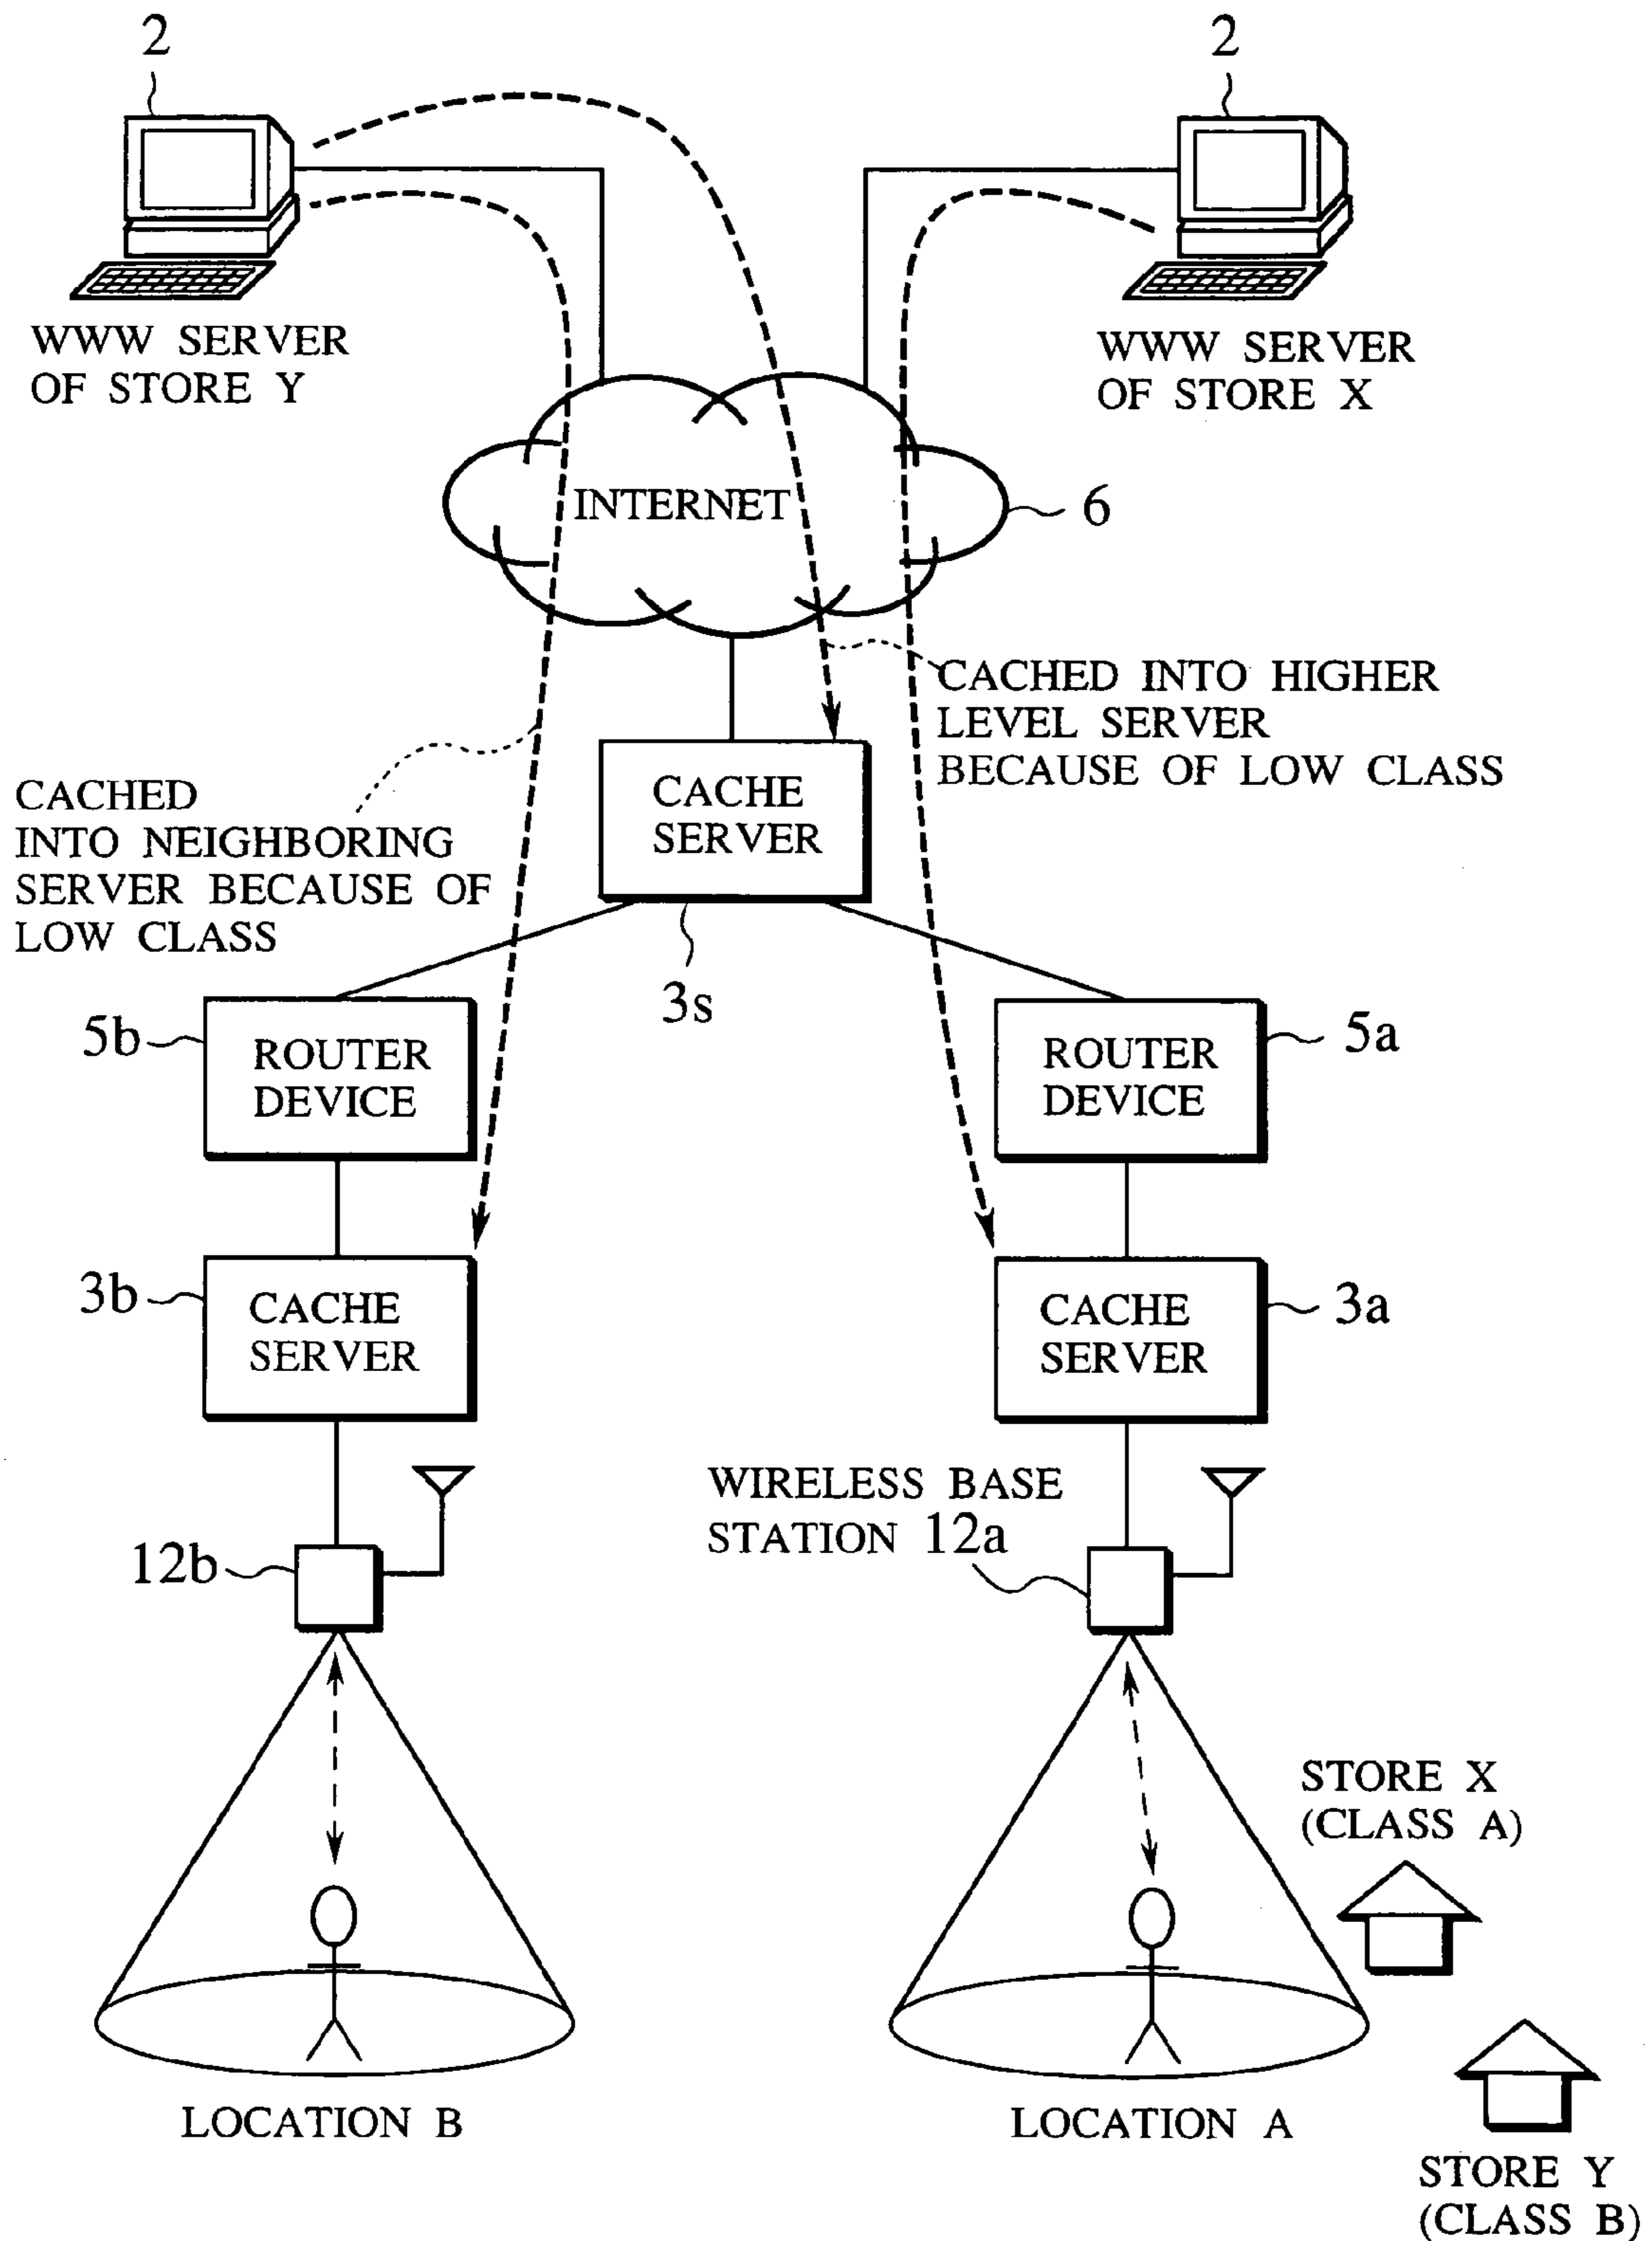 2
2
WWW SERVER
OF STORE Y
WWW SERVER
OF STORE X
INTERNET
6
CACHED INTO HIGHER
LEVEL SERVER
BECAUSE OF LOW CLASS
CACHED
INTO NEIGHBORING
SERVER BECAUSE OF
LOW CLASS
CACHE
SERVER
3s
5b
ROUTER
DEVICE
ROUTER
DEVICE
5a
3b
CACHE
SERVER
CACHE
SERVER
3a
WIRELESS BASE
STATION 12a
12b
STORE X
(CLASS A)
LOCATION B
LOCATION A
STORE Y
(CLASS B)